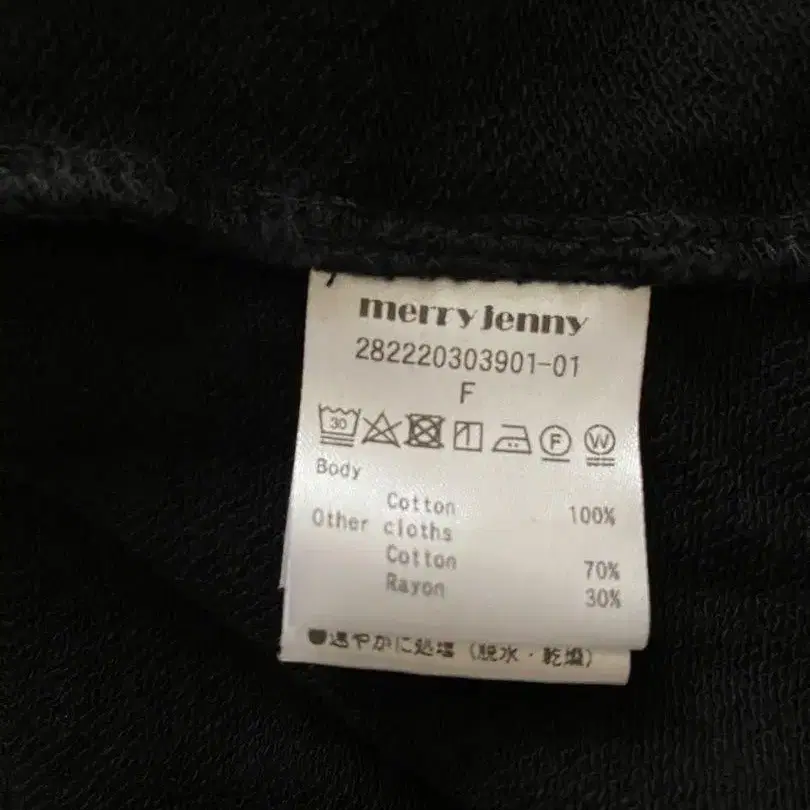 merry jenny
282220303901-01
F
30
F W
Body
Cotton 100%
Other cloths
Cotton 70%
Rayon 30%
●速やかに処理（脱水・乾燥）